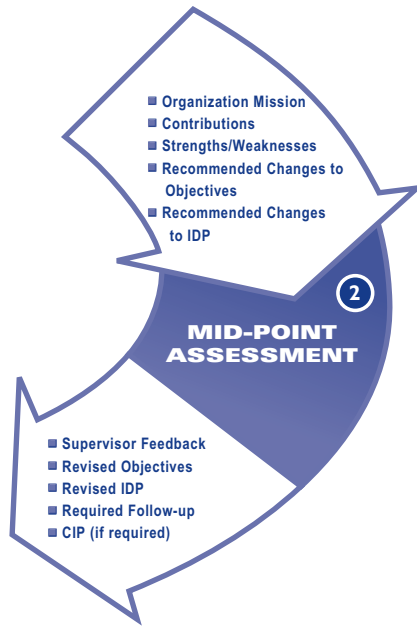 ■ Organization Mission
■ Contributions
■ Strengths/Weaknesses
■ Recommended Changes to
Objectives
■ Recommended Changes
to IDP
2
MID-POINT
ASSESSMENT
■ Supervisor Feedback
■ Revised Objectives
■ Revised IDP
■ Required Follow-up
■ CIP (if required)